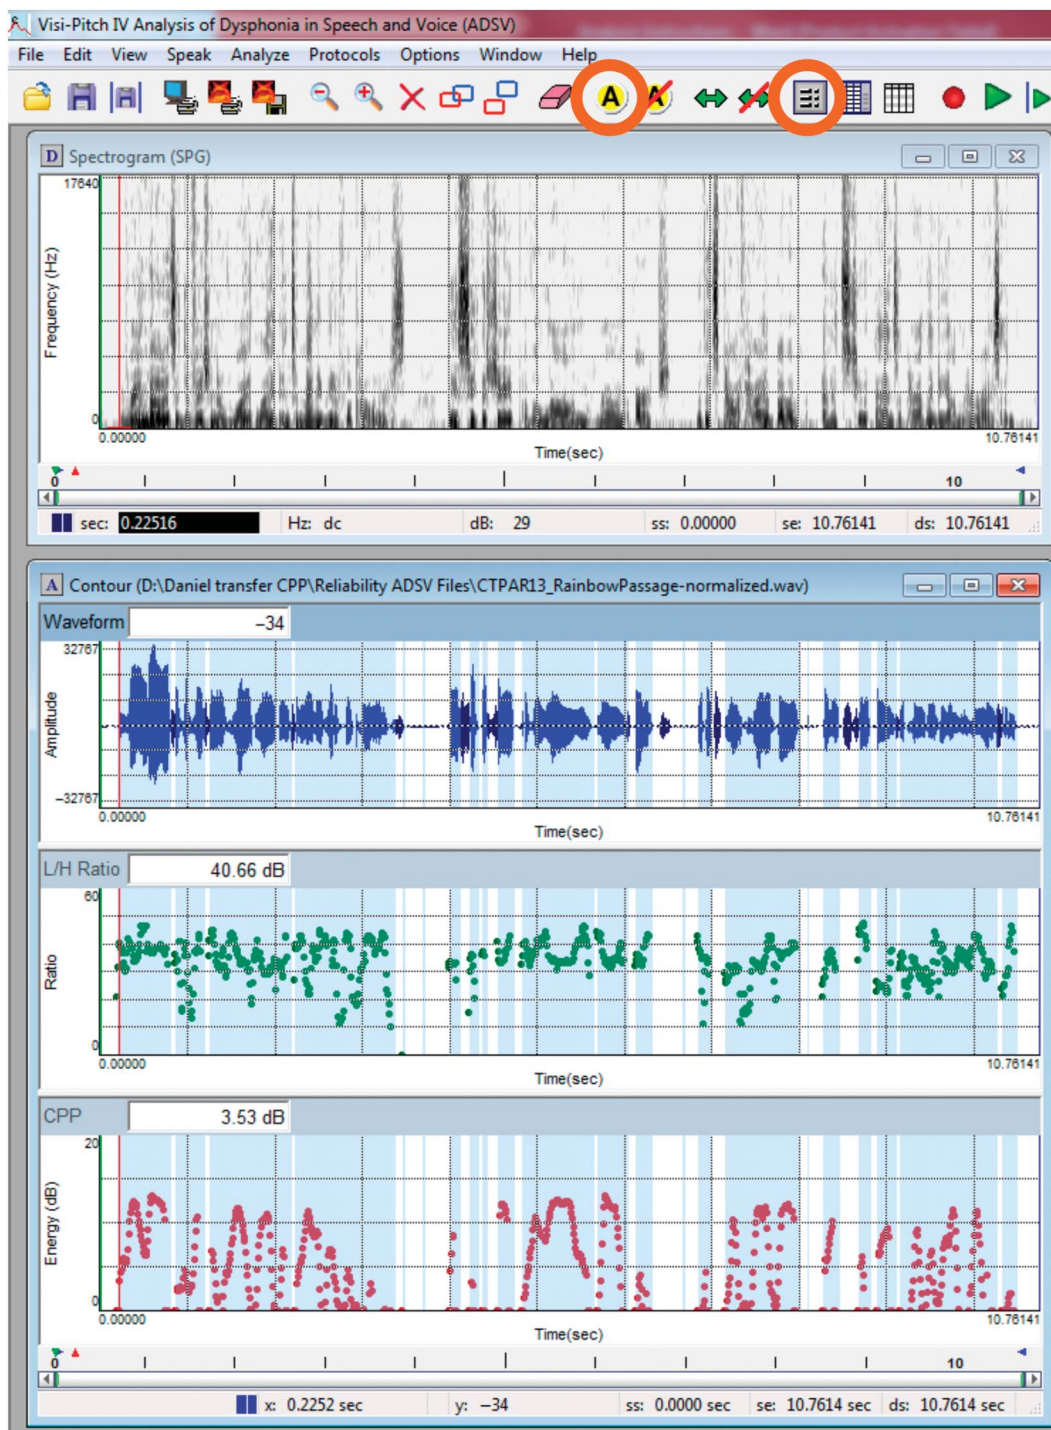 Visi-Pitch IV Analysis of Dysphonia in Speech and Voice (ADSV)
File Edit View Speak Analyze Protocols Options Window Help
A A
D Spectrogram (SPG)
17640
Frequency (Hz)
0
0.00000 10.76141
Time(sec)
0 10
sec: 0.22516 Hz: dc dB: 29 ss: 0.00000 se: 10.76141 ds: 10.76141
A Contour (D:\Daniel transfer CPP\Reliability ADSV Files\CTPAR13_RainbowPassage-normalized.wav)
Waveform −34
32767
Amplitude
−32767
0.00000 10.76141
Time(sec)
L/H Ratio 40.66 dB
60
Ratio
0
0.00000 10.76141
Time(sec)
CPP 3.53 dB
20
Energy (dB)
0
0.00000 10.76141
Time(sec)
0 10
x: 0.2252 sec y: −34 ss: 0.0000 sec se: 10.7614 sec ds: 10.7614 sec